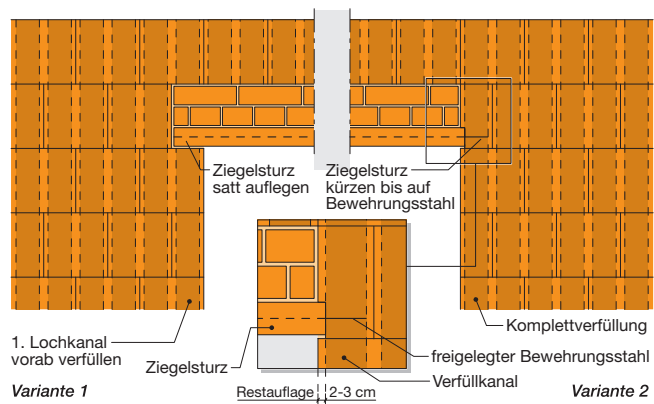 Ziegelsturz
satt auflegen
Ziegelsturz
kürzen bis auf
Bewehrungsstahl
1. Lochkanal
vorab verfüllen
Ziegelsturz
Komplettverfüllung
freigelegter Bewehrungsstahl
Verfüllkanal
Restauflage 2-3 cm
Variante 1
Variante 2